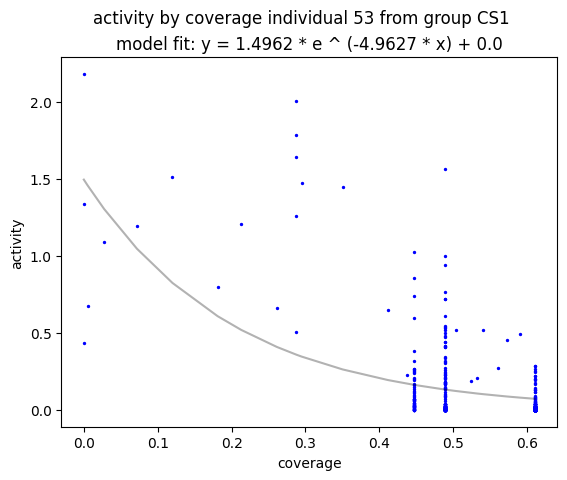 activity by coverage individual 53 from group CS1
model fit: y = 1.4962 * e ^ (-4.9627 * x) + 0.0
2.0
1.5
1.0
0.5
0.0
activity
0.0 0.1 0.2 0.3 0.4 0.5 0.6
coverage